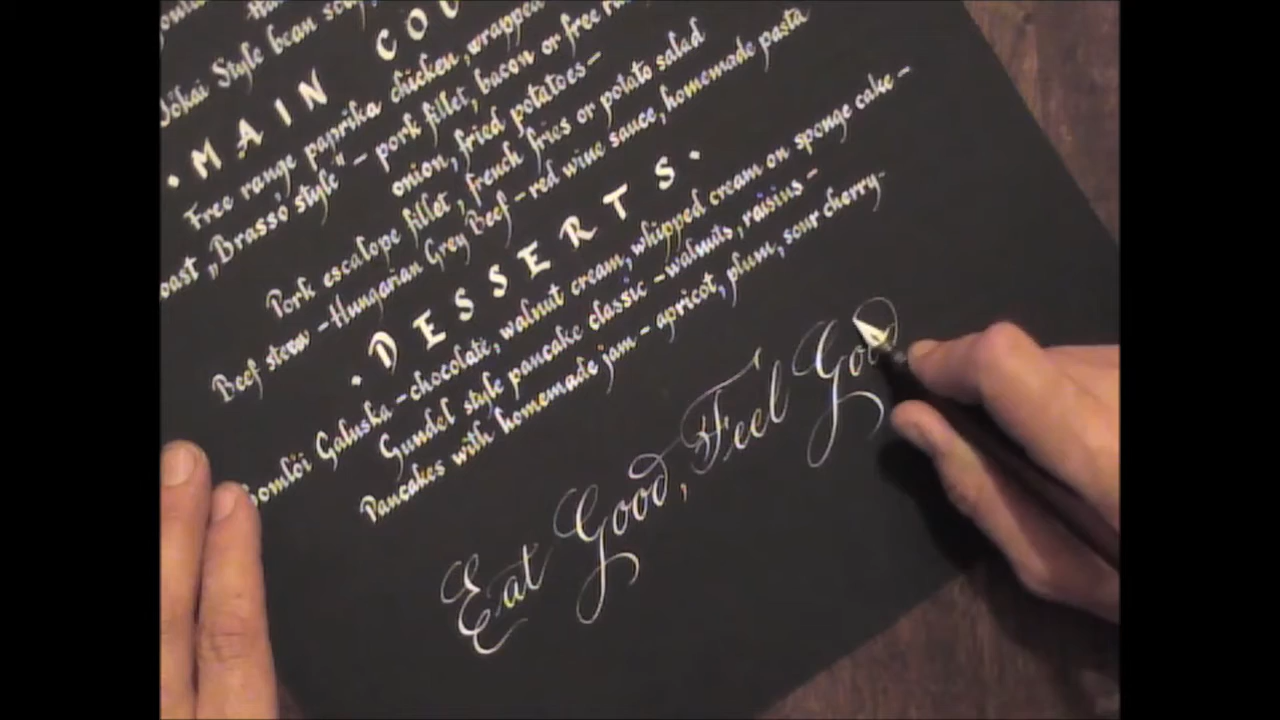 Jókai Style bean soup
• MAIN COU
Free range paprika chicken, wrapped
oast „Brassó style" – pork fillet, bacon or free ra
onion, fried potatoes –
Pork escalope fillet, french fries or potato salad
Beef stew – Hungarian Grey Beef – red wine sauce, homemade pasta
• DESSERTS •
Somlói Galuska – chocolate, walnut cream, whipped cream on sponge cake –
Gundel style pancake classic – walnuts, raisins –
Pancakes with homemade jam – apricot, plum, sour cherry-
Eat Good, Feel Good